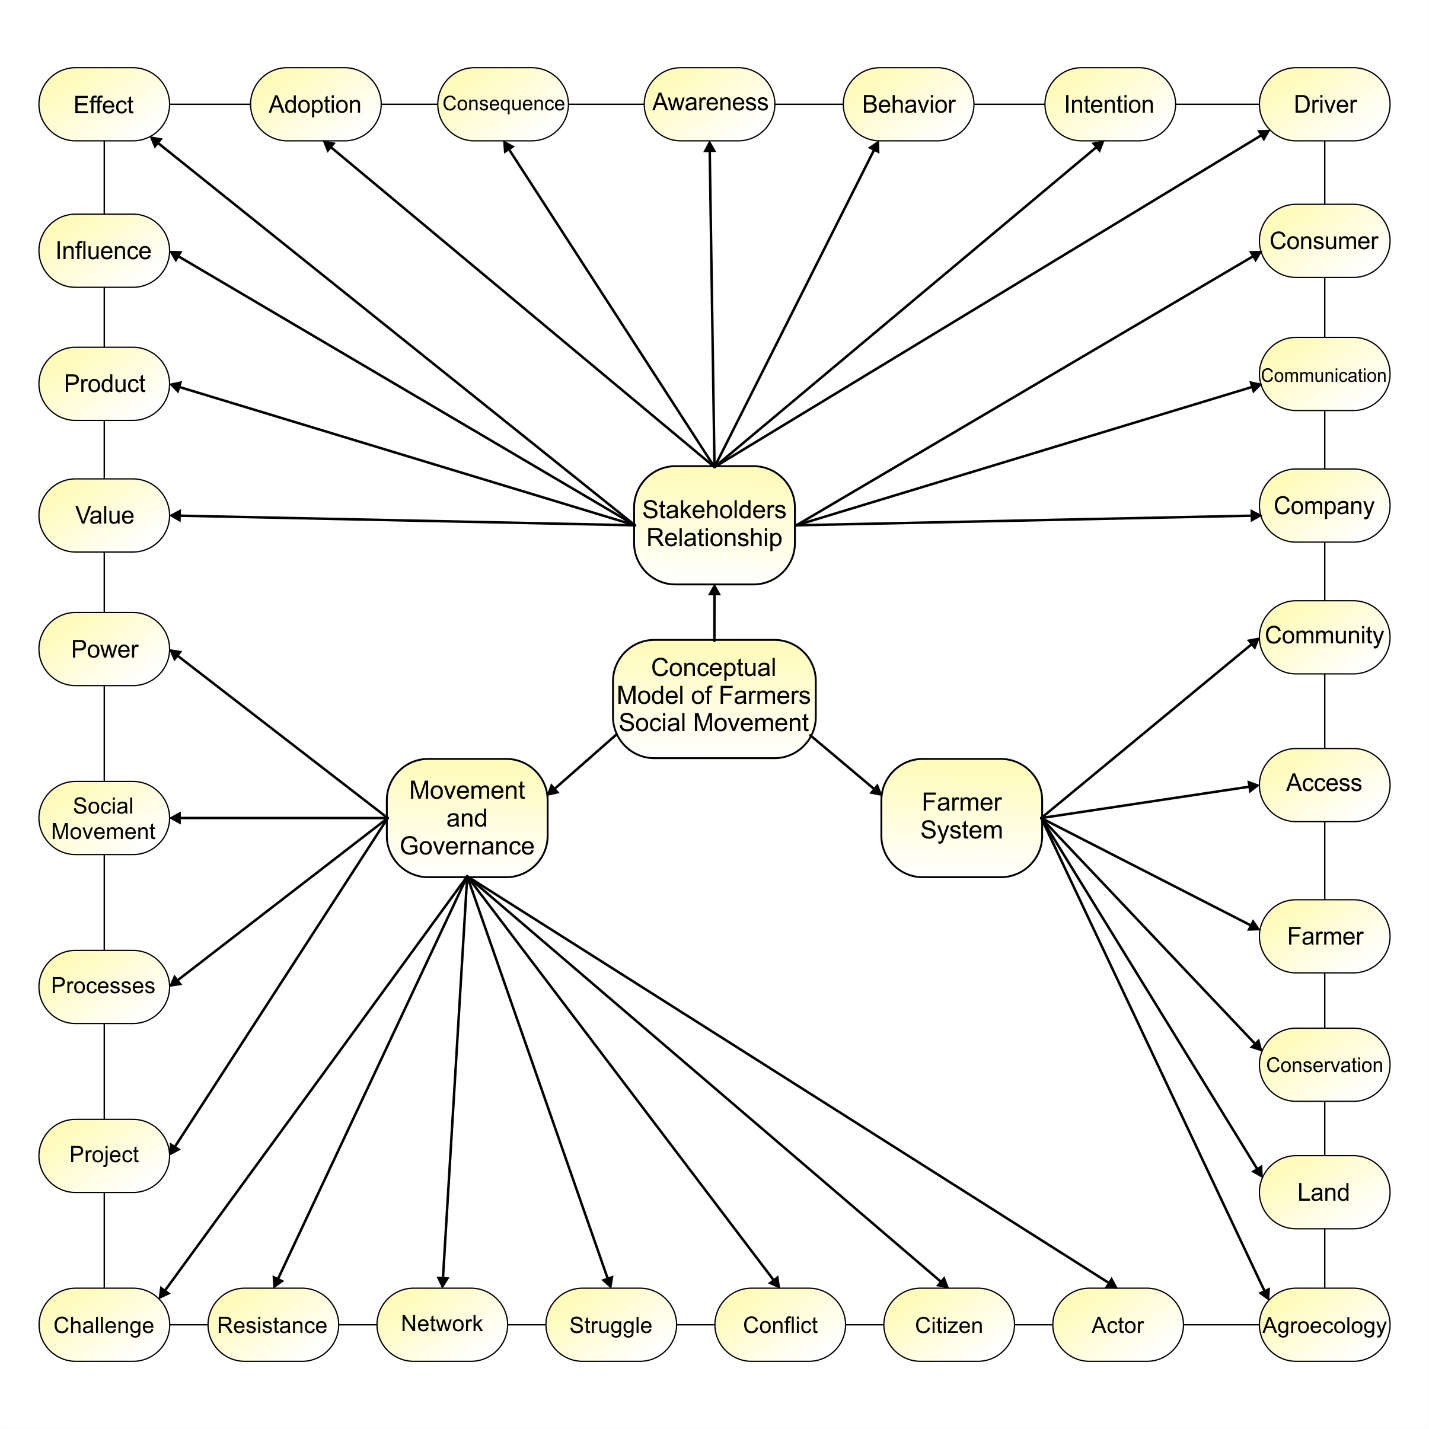 Effect
Adoption
Consequence
Awareness
Behavior
Intention
Driver
Influence
Consumer
Product
Communication
Value
Stakeholders
Relationship
Company
Power
Conceptual
Model of Farmers
Social Movement
Community
Social
Movement
Movement
and
Governance
Farmer
System
Access
Processes
Farmer
Conservation
Project
Land
Challenge
Resistance
Network
Struggle
Conflict
Citizen
Actor
Agroecology